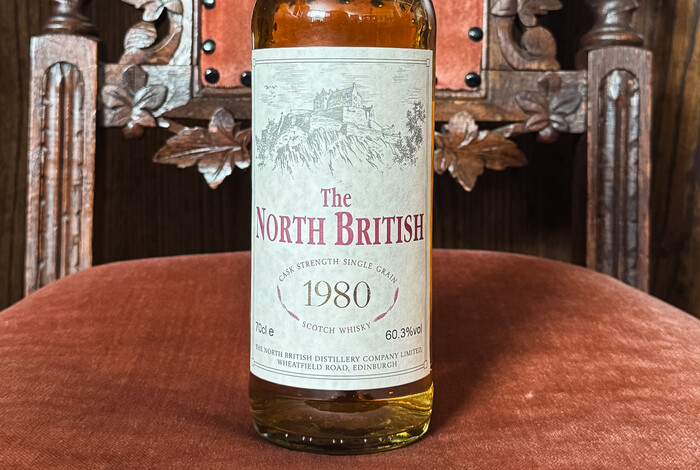 The
NORTH BRITISH
CASK STRENGTH SINGLE GRAIN
1980
SCOTCH WHISKY
70cl e
60.3%vol
THE NORTH BRITISH DISTILLERY COMPANY LIMITED,
WHEATFIELD ROAD, EDINBURGH